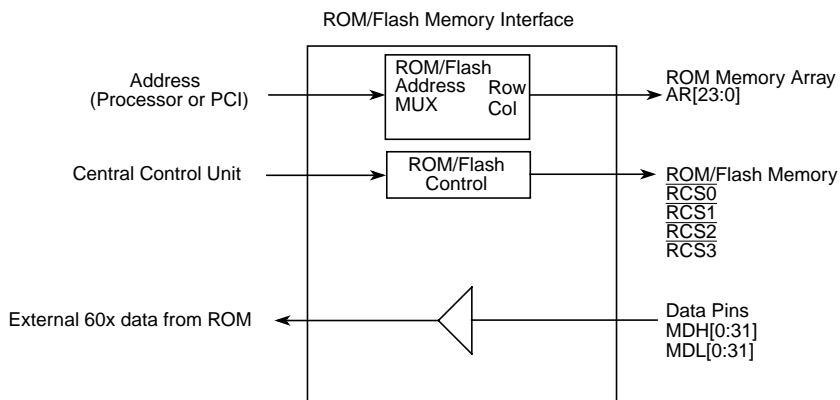 ROM/Flash Memory Interface
Address
(Processor or PCI)
ROM/Flash
Address Row
MUX Col
ROM Memory Array
AR[23:0]
Central Control Unit
ROM/Flash
Control
ROM/Flash Memory
RCS0
RCS1
RCS2
RCS3
External 60x data from ROM
Data Pins
MDH[0:31]
MDL[0:31]